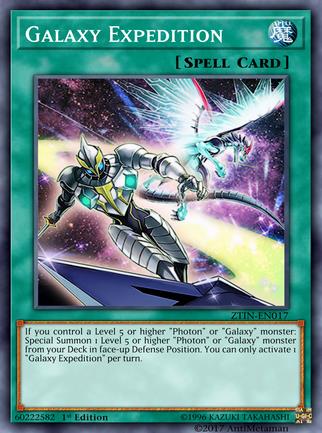 Galaxy Expedition
[Spell Card]
ZTIN-EN017
If you control a Level 5 or higher "Photon" or "Galaxy" monster:
Special Summon 1 Level 5 or higher "Photon" or "Galaxy" monster
from your Deck in face-up Defense Position. You can only activate 1
"Galaxy Expedition" per turn.
60222582 1st Edition ©1996 KAZUKI TAKAHASHI
©2017 AntiMetaman